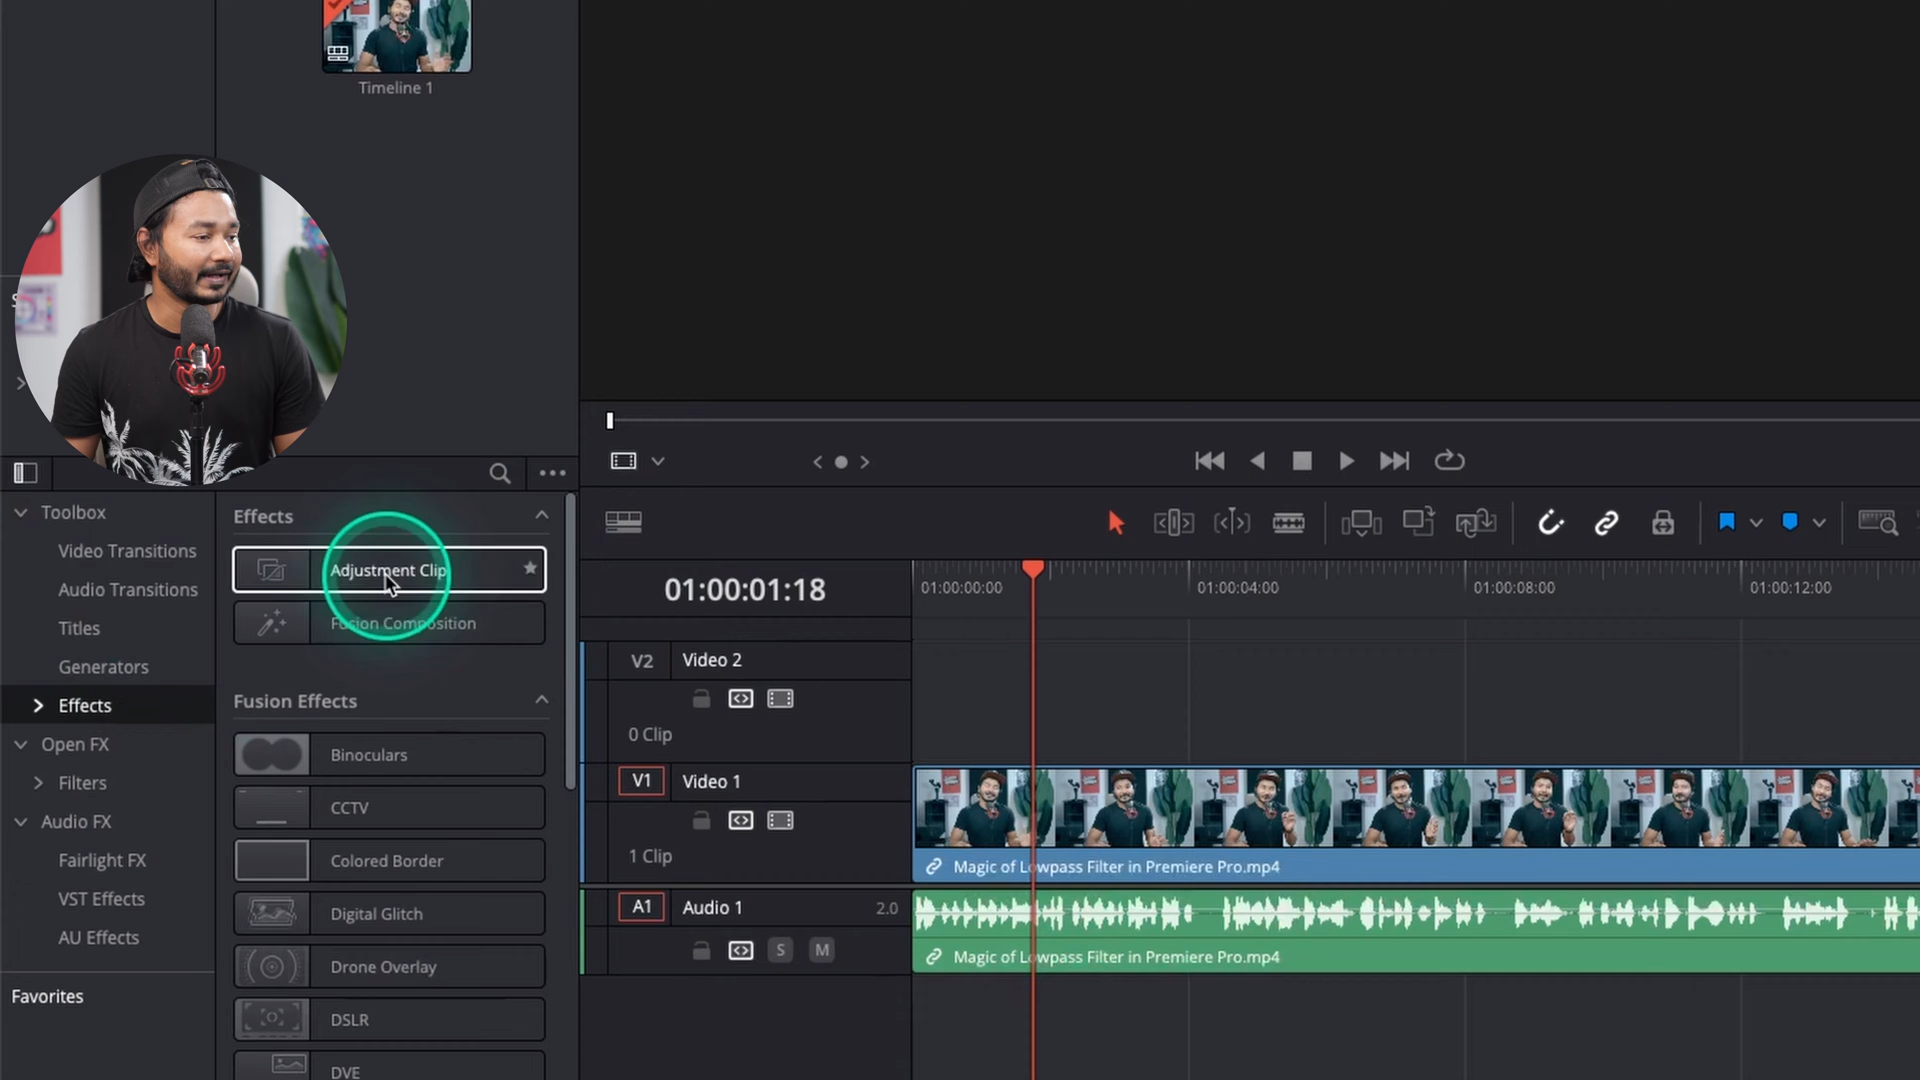 Timeline 1
Toolbox
Video Transitions
Audio Transitions
Titles
Generators
Effects
Open FX
Filters
Audio FX
Fairlight FX
VST Effects
AU Effects
Favorites
Effects
Adjustment Clip
Fusion Composition
Fusion Effects
Binoculars
CCTV
Colored Border
Digital Glitch
Drone Overlay
DSLR
DVE
01:00:01:18
01:00:00:00
01:00:04:00
01:00:08:00
01:00:12:00
V2 Video 2
0 Clip
V1 Video 1
1 Clip
Magic of Lowpass Filter in Premiere Pro.mp4
A1 Audio 1 2.0
S M
Magic of Lowpass Filter in Premiere Pro.mp4